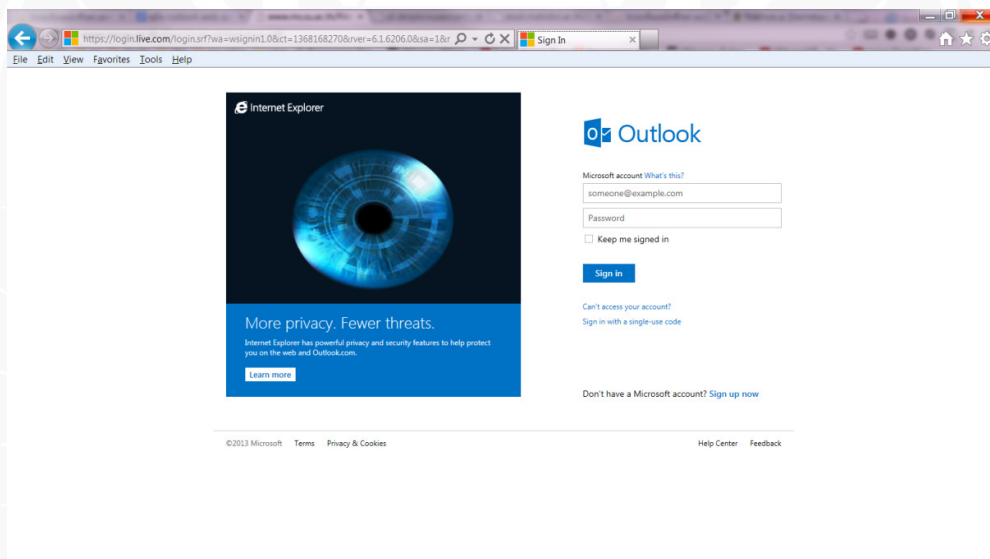 https://login.live.com/login.srf?wa=wsignin1.0&ct=1368168270&rver=6.1.6206.0&sa=1&r
Sign In
File Edit View Favorites Tools Help
Internet Explorer
More privacy. Fewer threats.
Internet Explorer has powerful privacy and security features to help protect
you on the web and Outlook.com.
Learn more
Outlook
Microsoft account What's this?
someone@example.com
Password
Keep me signed in
Sign in
Can't access your account?
Sign in with a single-use code
Don't have a Microsoft account? Sign up now
©2013 Microsoft Terms Privacy & Cookies
Help Center Feedback